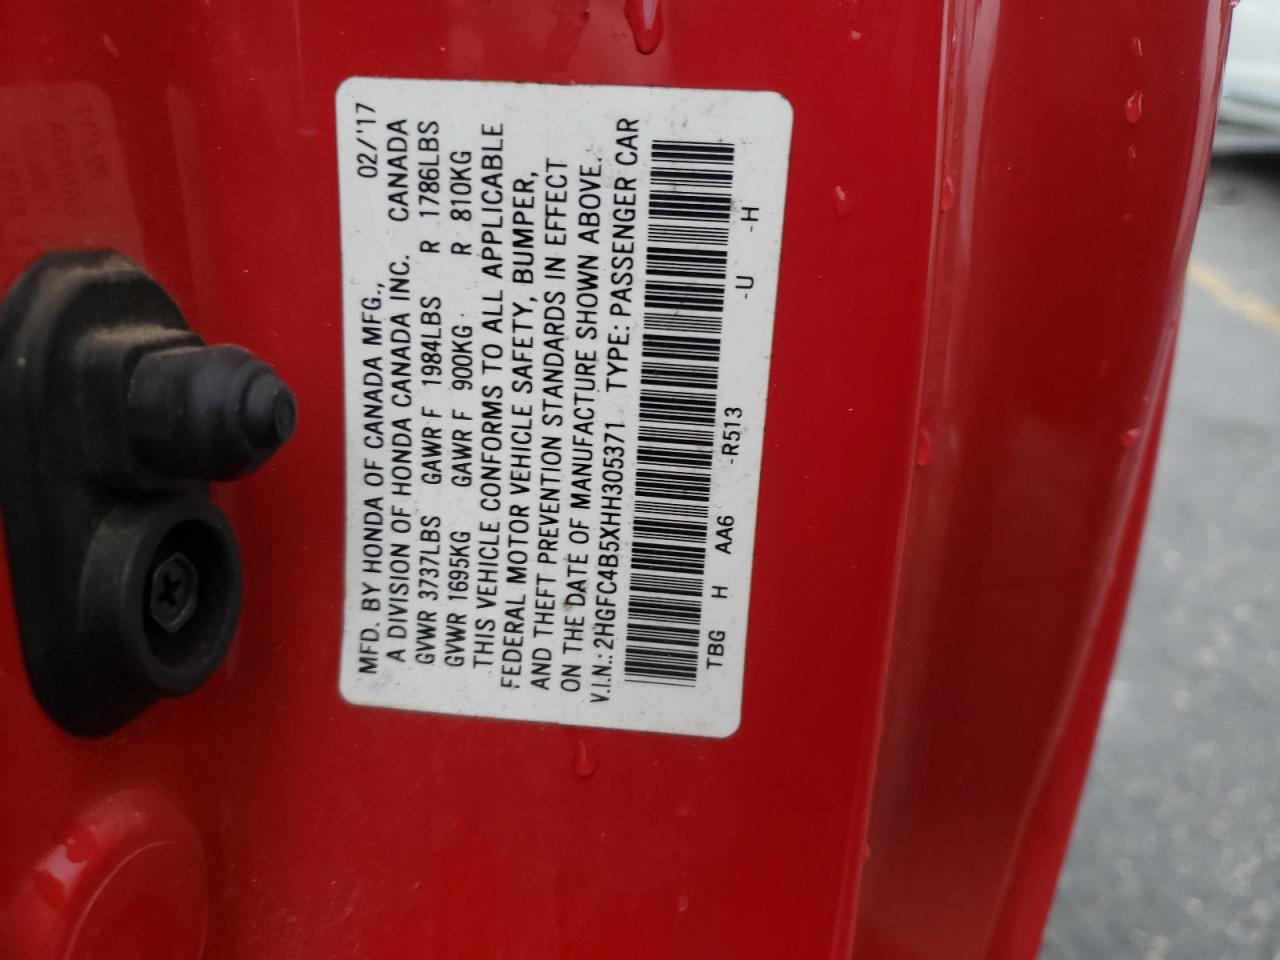 MFD. BY HONDA OF CANADA MFG., 02/'17
A DIVISION OF HONDA CANADA INC. CANADA
GVWR 3737LBS GAWR F 1984LBS R 1786LBS
GVWR 1695KG GAWR F 900KG R 810KG
THIS VEHICLE CONFORMS TO ALL APPLICABLE
FEDERAL MOTOR VEHICLE SAFETY, BUMPER,
AND THEFT PREVENTION STANDARDS IN EFFECT
ON THE DATE OF MANUFACTURE SHOWN ABOVE.
V.I.N.: 2HGFC4B5XHH305371 TYPE: PASSENGER CAR
TBG H AA6 -R513 -U -H